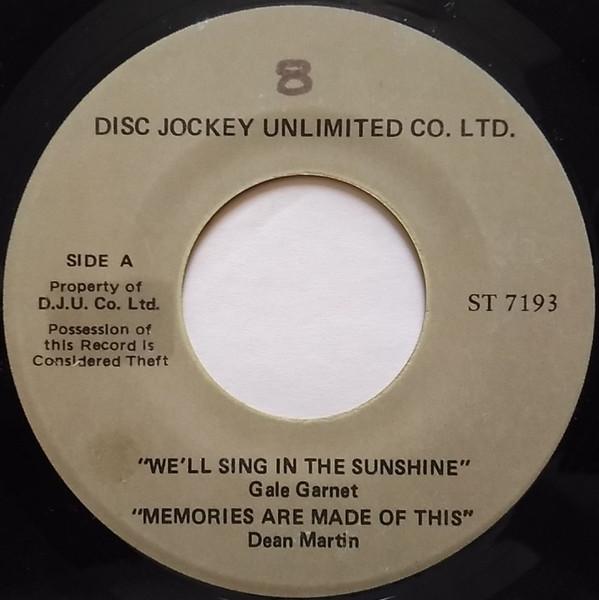 8
DISC JOCKEY UNLIMITED CO. LTD.
SIDE A
Property of
D.J.U. Co. Ltd.
Possession of
this Record is
Considered Theft
ST 7193
"WE'LL SING IN THE SUNSHINE"
Gale Garnet
"MEMORIES ARE MADE OF THIS"
Dean Martin